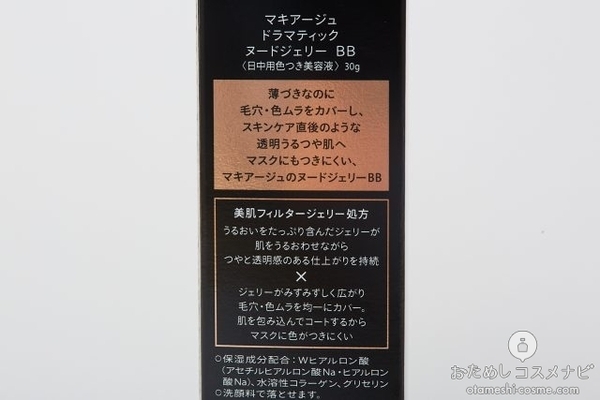 マキアージュ
ドラマティック
ヌードジェリー BB
〈日中用色つき美容液〉30g
薄づきなのに
毛穴・色ムラをカバーし、
スキンケア直後のような
透明うるつや肌へ
マスクにもつきにくい、
マキアージュのヌードジェリーBB
美肌フィルタージェリー処方
うるおいをたっぷり含んだジェリーが
肌をうるおわせながら
つやと透明感のある仕上がりを持続
×
ジェリーがみずみずしく広がり
毛穴・色ムラを均一にカバー。
肌を包み込んでコートするから
マスクに色がつきにくい
○保湿成分配合：Wヒアルロン酸
（アセチルヒアルロン酸Na・ヒアルロン
酸Na）、水溶性コラーゲン、グリセリン
○洗顔料で落とせます。
おためしコスメナビ
otameshi-cosme.com/